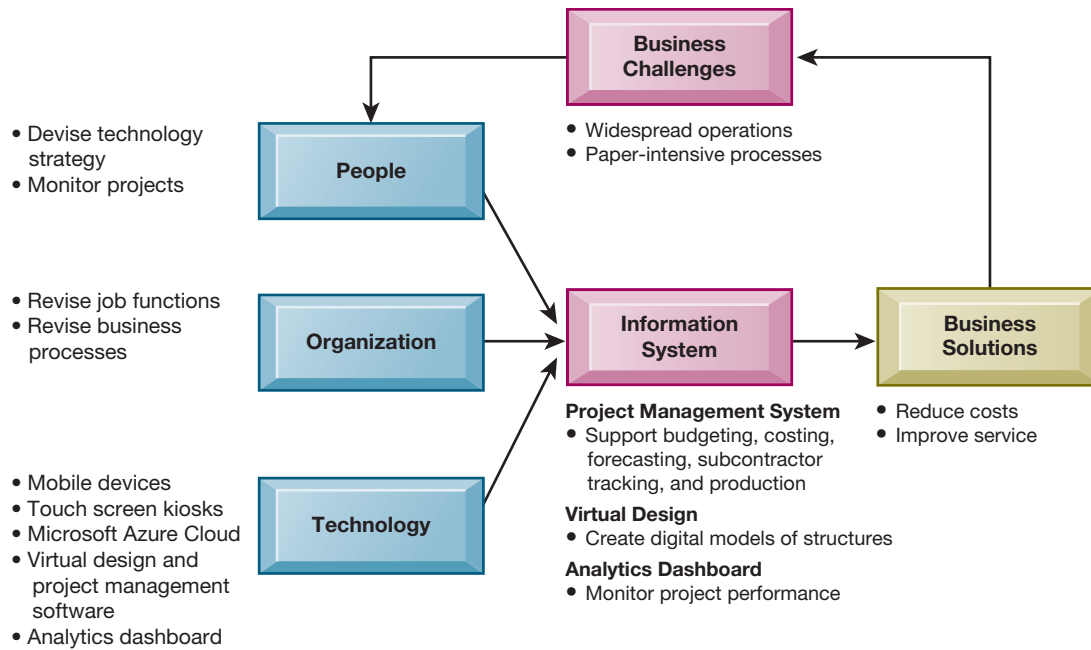 Business
Challenges
• Widespread operations
• Paper-intensive processes
• Devise technology
strategy
• Monitor projects
People
• Revise job functions
• Revise business
processes
Organization
Information
System
Business
Solutions
Project Management System
• Support budgeting, costing,
forecasting, subcontractor
tracking, and production
Virtual Design
• Create digital models of structures
Analytics Dashboard
• Monitor project performance
• Reduce costs
• Improve service
• Mobile devices
• Touch screen kiosks
• Microsoft Azure Cloud
• Virtual design and
project management
software
• Analytics dashboard
Technology